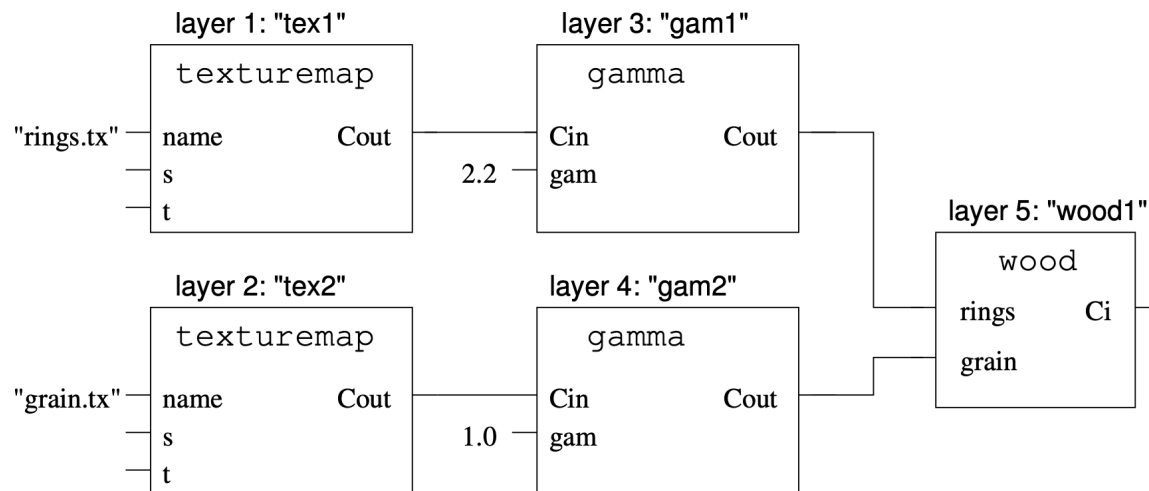 layer 1: "tex1"
texturemap
"rings.tx"
name
Cout
s
t
layer 3: "gam1"
gamma
Cin
Cout
2.2
gam
layer 2: "tex2"
texturemap
"grain.tx"
name
Cout
s
t
layer 4: "gam2"
gamma
Cin
Cout
1.0
gam
layer 5: "wood1"
wood
rings
Ci
grain